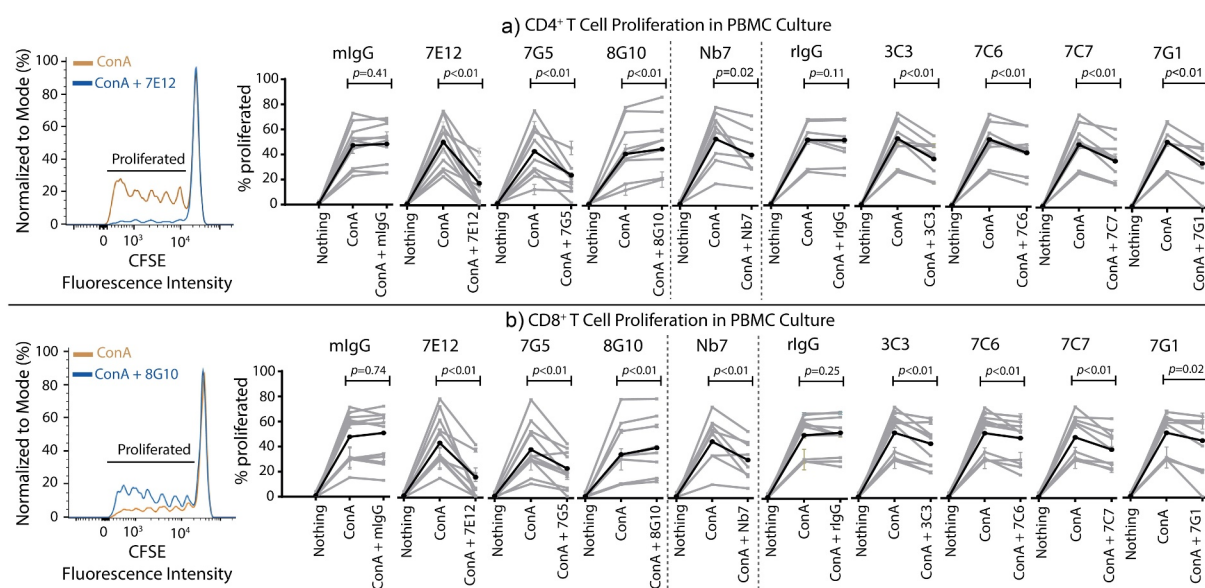 a) CD4⁺ T Cell Proliferation in PBMC Culture
Normalized to Mode (%)
100
80
60
40
20
0
ConA
ConA + 7E12
Proliferated
0 10³ 10⁴
CFSE
Fluorescence Intensity
% proliferated
100
80
60
40
20
0
mIgG
p=0.41
Nothing
ConA
ConA + mIgG
7E12
p<0.01
Nothing
ConA
ConA + 7E12
7G5
p<0.01
Nothing
ConA
ConA + 7G5
8G10
p<0.01
Nothing
ConA
ConA + 8G10
Nb7
p=0.02
Nothing
ConA
ConA + Nb7
rIgG
p=0.11
Nothing
ConA
ConA + rIgG
3C3
p<0.01
Nothing
ConA
ConA + 3C3
7C6
p<0.01
Nothing
ConA
ConA + 7C6
7C7
p<0.01
Nothing
ConA
ConA + 7C7
7G1
p<0.01
Nothing
ConA
ConA + 7G1
b) CD8⁺ T Cell Proliferation in PBMC Culture
Normalized to Mode (%)
100
80
60
40
20
0
ConA
ConA + 8G10
Proliferated
0 10³ 10⁴
CFSE
Fluorescence Intensity
% proliferated
100
80
60
40
20
0
mIgG
p=0.74
Nothing
ConA
ConA + mIgG
7E12
p<0.01
Nothing
ConA
ConA + 7E12
7G5
p<0.01
Nothing
ConA
ConA + 7G5
8G10
p<0.01
Nothing
ConA
ConA + 8G10
Nb7
p<0.01
Nothing
ConA
ConA + Nb7
rIgG
p=0.25
Nothing
ConA
ConA + rIgG
3C3
p<0.01
Nothing
ConA
ConA + 3C3
7C6
p<0.01
Nothing
ConA
ConA + 7C6
7C7
p<0.01
Nothing
ConA
ConA + 7C7
7G1
p=0.02
Nothing
ConA
ConA + 7G1